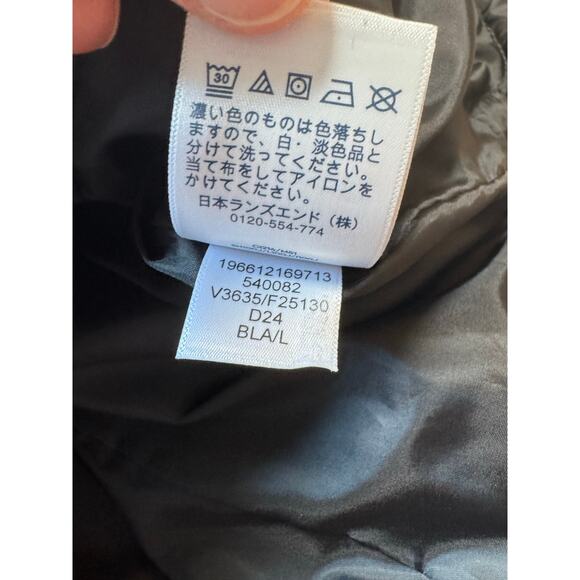 30
濃い色のものは色落ちし
ますので、白・淡色品と
分けて洗ってください。
当て布をしてアイロンを
かけてください。
日本ランズエンド（株）
0120-554-774
196612169713
540082
V3635/F25130
D24
BLA/L